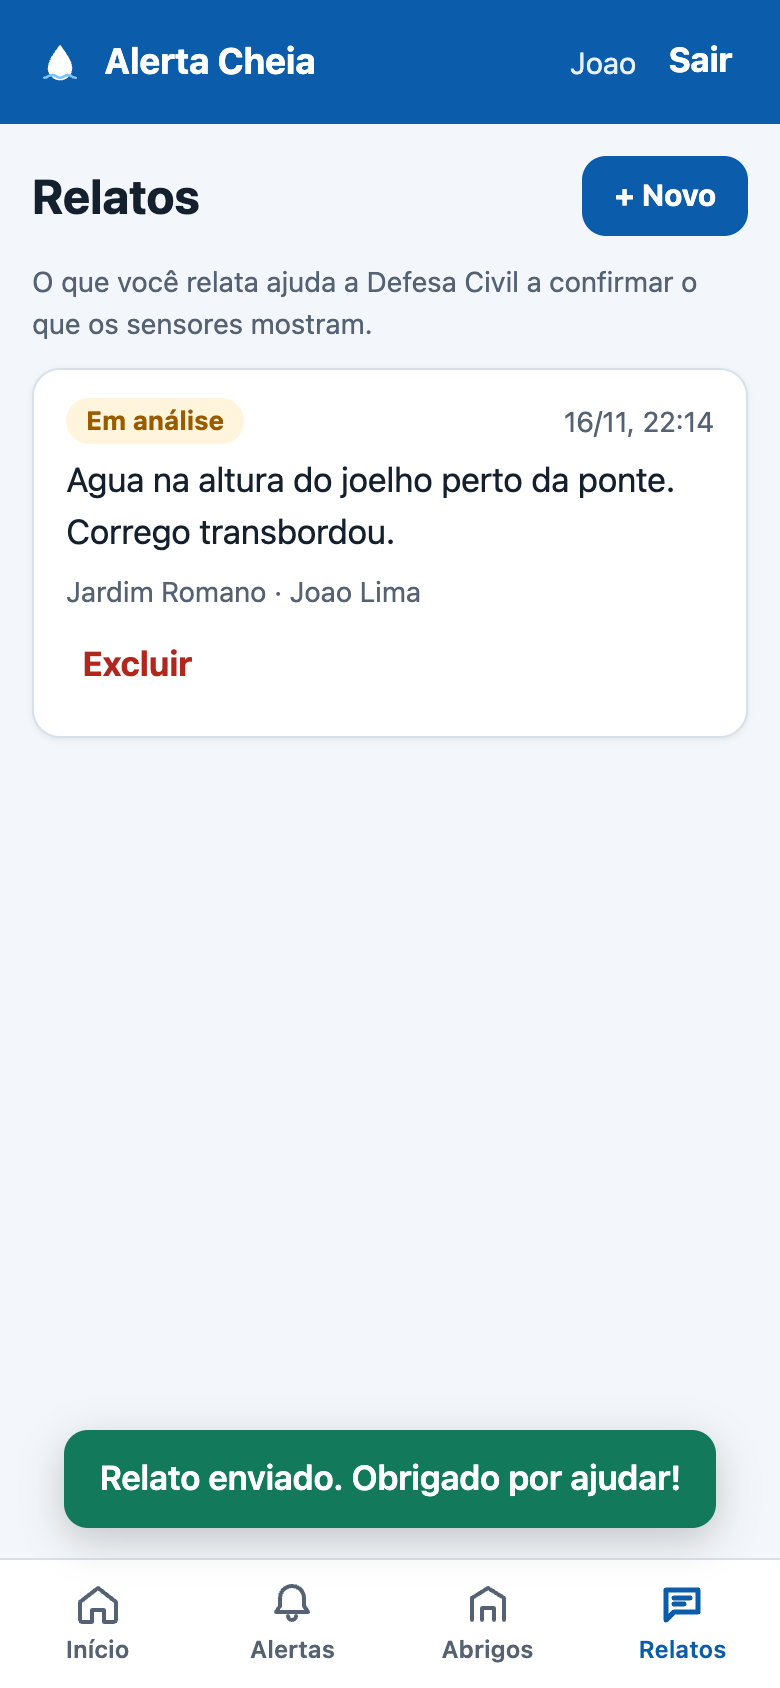 Alerta Cheia
Joao
Sair
Relatos
+ Novo
O que você relata ajuda a Defesa Civil a confirmar o
que os sensores mostram.
Em análise
16/11, 22:14
Agua na altura do joelho perto da ponte.
Corrego transbordou.
Jardim Romano · Joao Lima
Excluir
Relato enviado. Obrigado por ajudar!
Início
Alertas
Abrigos
Relatos